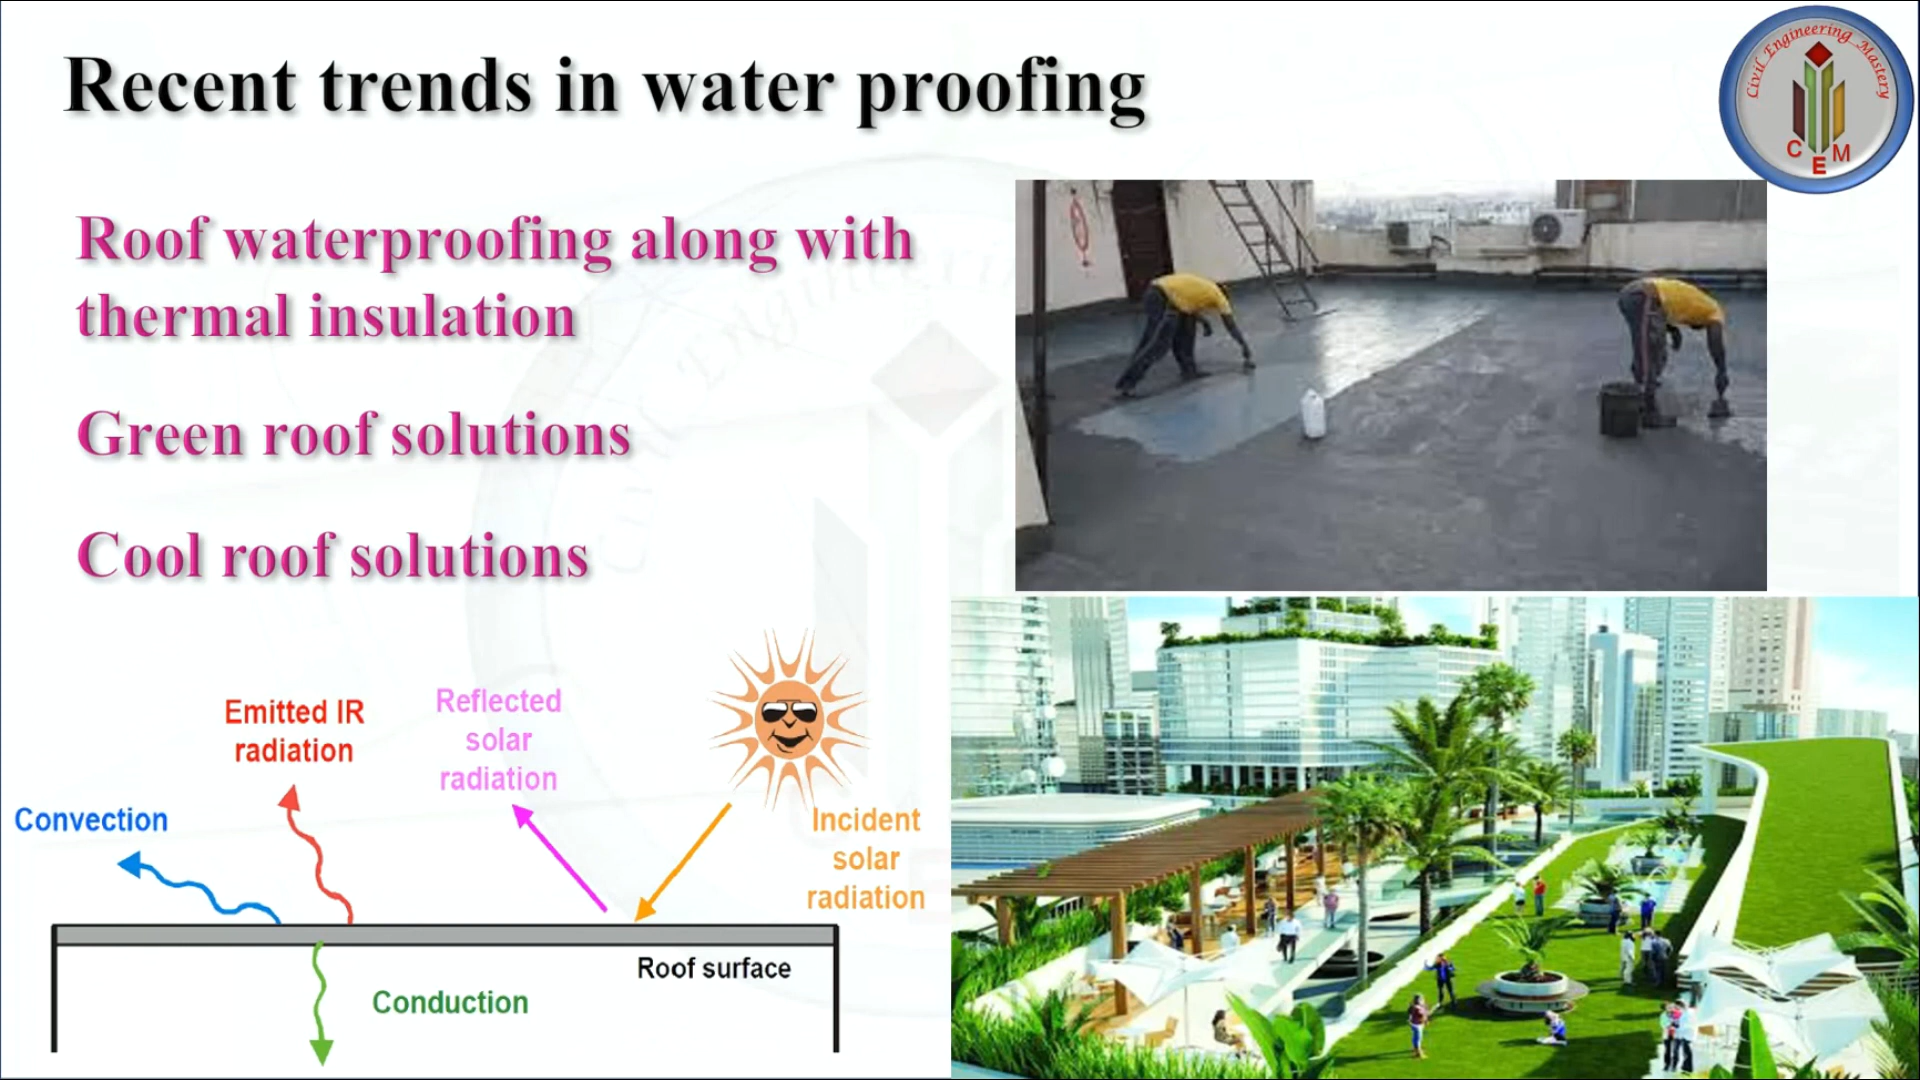 Recent trends in water proofing
Civil Engineering Mastery
C E M
Roof waterproofing along with
thermal insulation
Green roof solutions
Cool roof solutions
Emitted IR
radiation
Reflected
solar
radiation
Convection
Incident
solar
radiation
Roof surface
Conduction